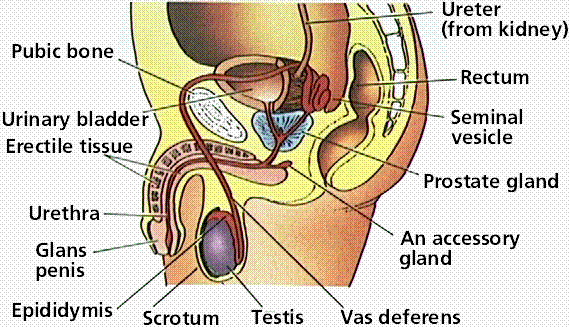 Ureter
(from kidney)
Pubic bone
Rectum
Urinary bladder
Seminal
vesicle
Erectile tissue
Prostate gland
Urethra
An accessory
gland
Glans
penis
Epididymis
Scrotum
Testis
Vas deferens